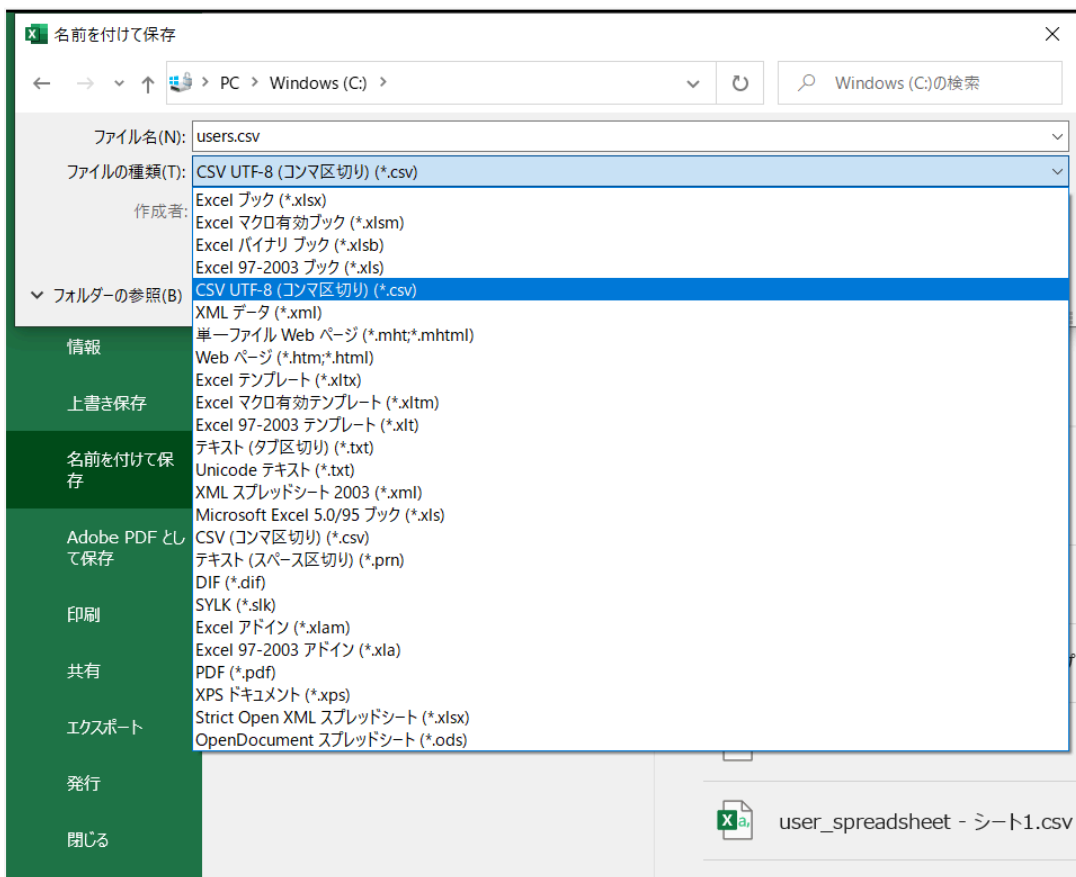 名前を付けて保存
PC > Windows (C:) >
Windows (C:)の検索
ファイル名(N): users.csv
ファイルの種類(T): CSV UTF-8 (コンマ区切り) (*.csv)
作成者:
Excel ブック (*.xlsx)
Excel マクロ有効ブック (*.xlsm)
Excel バイナリ ブック (*.xlsb)
Excel 97-2003 ブック (*.xls)
CSV UTF-8 (コンマ区切り) (*.csv)
XML データ (*.xml)
単一ファイル Web ページ (*.mht;*.mhtml)
Web ページ (*.htm;*.html)
Excel テンプレート (*.xltx)
Excel マクロ有効テンプレート (*.xltm)
Excel 97-2003 テンプレート (*.xlt)
テキスト (タブ区切り) (*.txt)
Unicode テキスト (*.txt)
XML スプレッドシート 2003 (*.xml)
Microsoft Excel 5.0/95 ブック (*.xls)
CSV (コンマ区切り) (*.csv)
テキスト (スペース区切り) (*.prn)
DIF (*.dif)
SYLK (*.slk)
Excel アドイン (*.xlam)
Excel 97-2003 アドイン (*.xla)
PDF (*.pdf)
XPS ドキュメント (*.xps)
Strict Open XML スプレッドシート (*.xlsx)
OpenDocument スプレッドシート (*.ods)
フォルダーの参照(B)
情報
上書き保存
名前を付けて保
存
Adobe PDF とし
て保存
印刷
共有
エクスポート
発行
閉じる
user_spreadsheet - シート1.csv